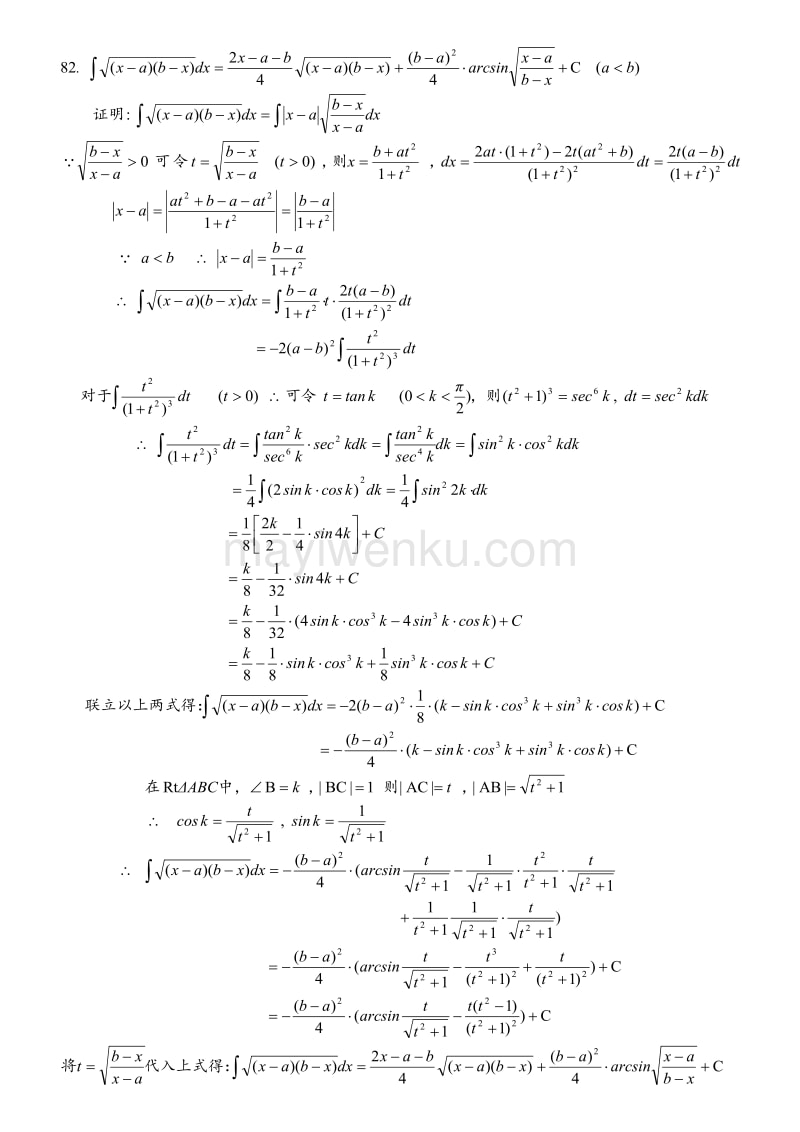 82. ∫√((x−a)(b−x)) dx = (2x−a−b)/4 √((x−a)(b−x)) + (b−a)²/4 · arcsin √((x−a)/(b−x)) + C (a < b)
证明: ∫√((x−a)(b−x)) dx = ∫|x−a| √((b−x)/(x−a)) dx
∵ (b−x)/(x−a) > 0 可令 t = √((b−x)/(x−a)) (t > 0) , 则 x = (b+at²)/(1+t²) , dx = (2at·(1+t²)−2t(at²+b))/(1+t²)² dt = 2t(a−b)/(1+t²)² dt
|x−a| = |(at²+b−a−at²)/(1+t²)| = |(b−a)/(1+t²)|
∵ a < b ∴ |x−a| = (b−a)/(1+t²)
∴ ∫√((x−a)(b−x)) dx = ∫ (b−a)/(1+t²) ·t· 2t(a−b)/(1+t²)² dt
= −2(a−b)² ∫ t²/(1+t²)³ dt
对于 ∫ t²/(1+t²)³ dt (t > 0) ∴ 可令 t = tan k (0 < k < π/2), 则 (t²+1)³ = sec⁶ k , dt = sec² kdk
∴ ∫ t²/(1+t²)³ dt = ∫ tan² k/sec⁶ k · sec² kdk = ∫ tan² k/sec⁴ k dk = ∫ sin² k · cos² kdk
= 1/4 ∫(2 sin k · cos k)² dk = 1/4 ∫ sin² 2k ·dk
= 1/8 [2k/2 − 1/4 · sin 4k] + C
= k/8 − 1/32 · sin 4k + C
= k/8 − 1/32 · (4 sin k · cos³ k − 4 sin³ k · cos k) + C
= k/8 − 1/8 · sin k · cos³ k + 1/8 sin³ k · cos k + C
联立以上两式得: ∫√((x−a)(b−x)) dx = −2(b−a)² · 1/8 · (k − sin k · cos³ k + sin³ k · cos k) + C
= − (b−a)²/4 · (k − sin k · cos³ k + sin³ k · cos k) + C
在 RtΔABC中, ∠B = k , | BC |= 1 则 | AC |= t , | AB |= √(t²+1)
∴ cos k = t/√(t²+1) , sin k = 1/√(t²+1)
∴ ∫√((x−a)(b−x)) dx = − (b−a)²/4 · (arcsin t/√(t²+1) − 1/√(t²+1) · t²/(t²+1) · t/√(t²+1)
+ 1/(t²+1) 1/√(t²+1) · t/√(t²+1))
= − (b−a)²/4 · (arcsin t/√(t²+1) − t³/(t²+1)² + t/(t²+1)²) + C
= − (b−a)²/4 · (arcsin t/√(t²+1) − t(t²−1)/(t²+1)²) + C
将 t = √((b−x)/(x−a)) 代入上式得: ∫√((x−a)(b−x)) dx = (2x−a−b)/4 √((x−a)(b−x)) + (b−a)²/4 · arcsin √((x−a)/(b−x)) + C
mayiwenku.com